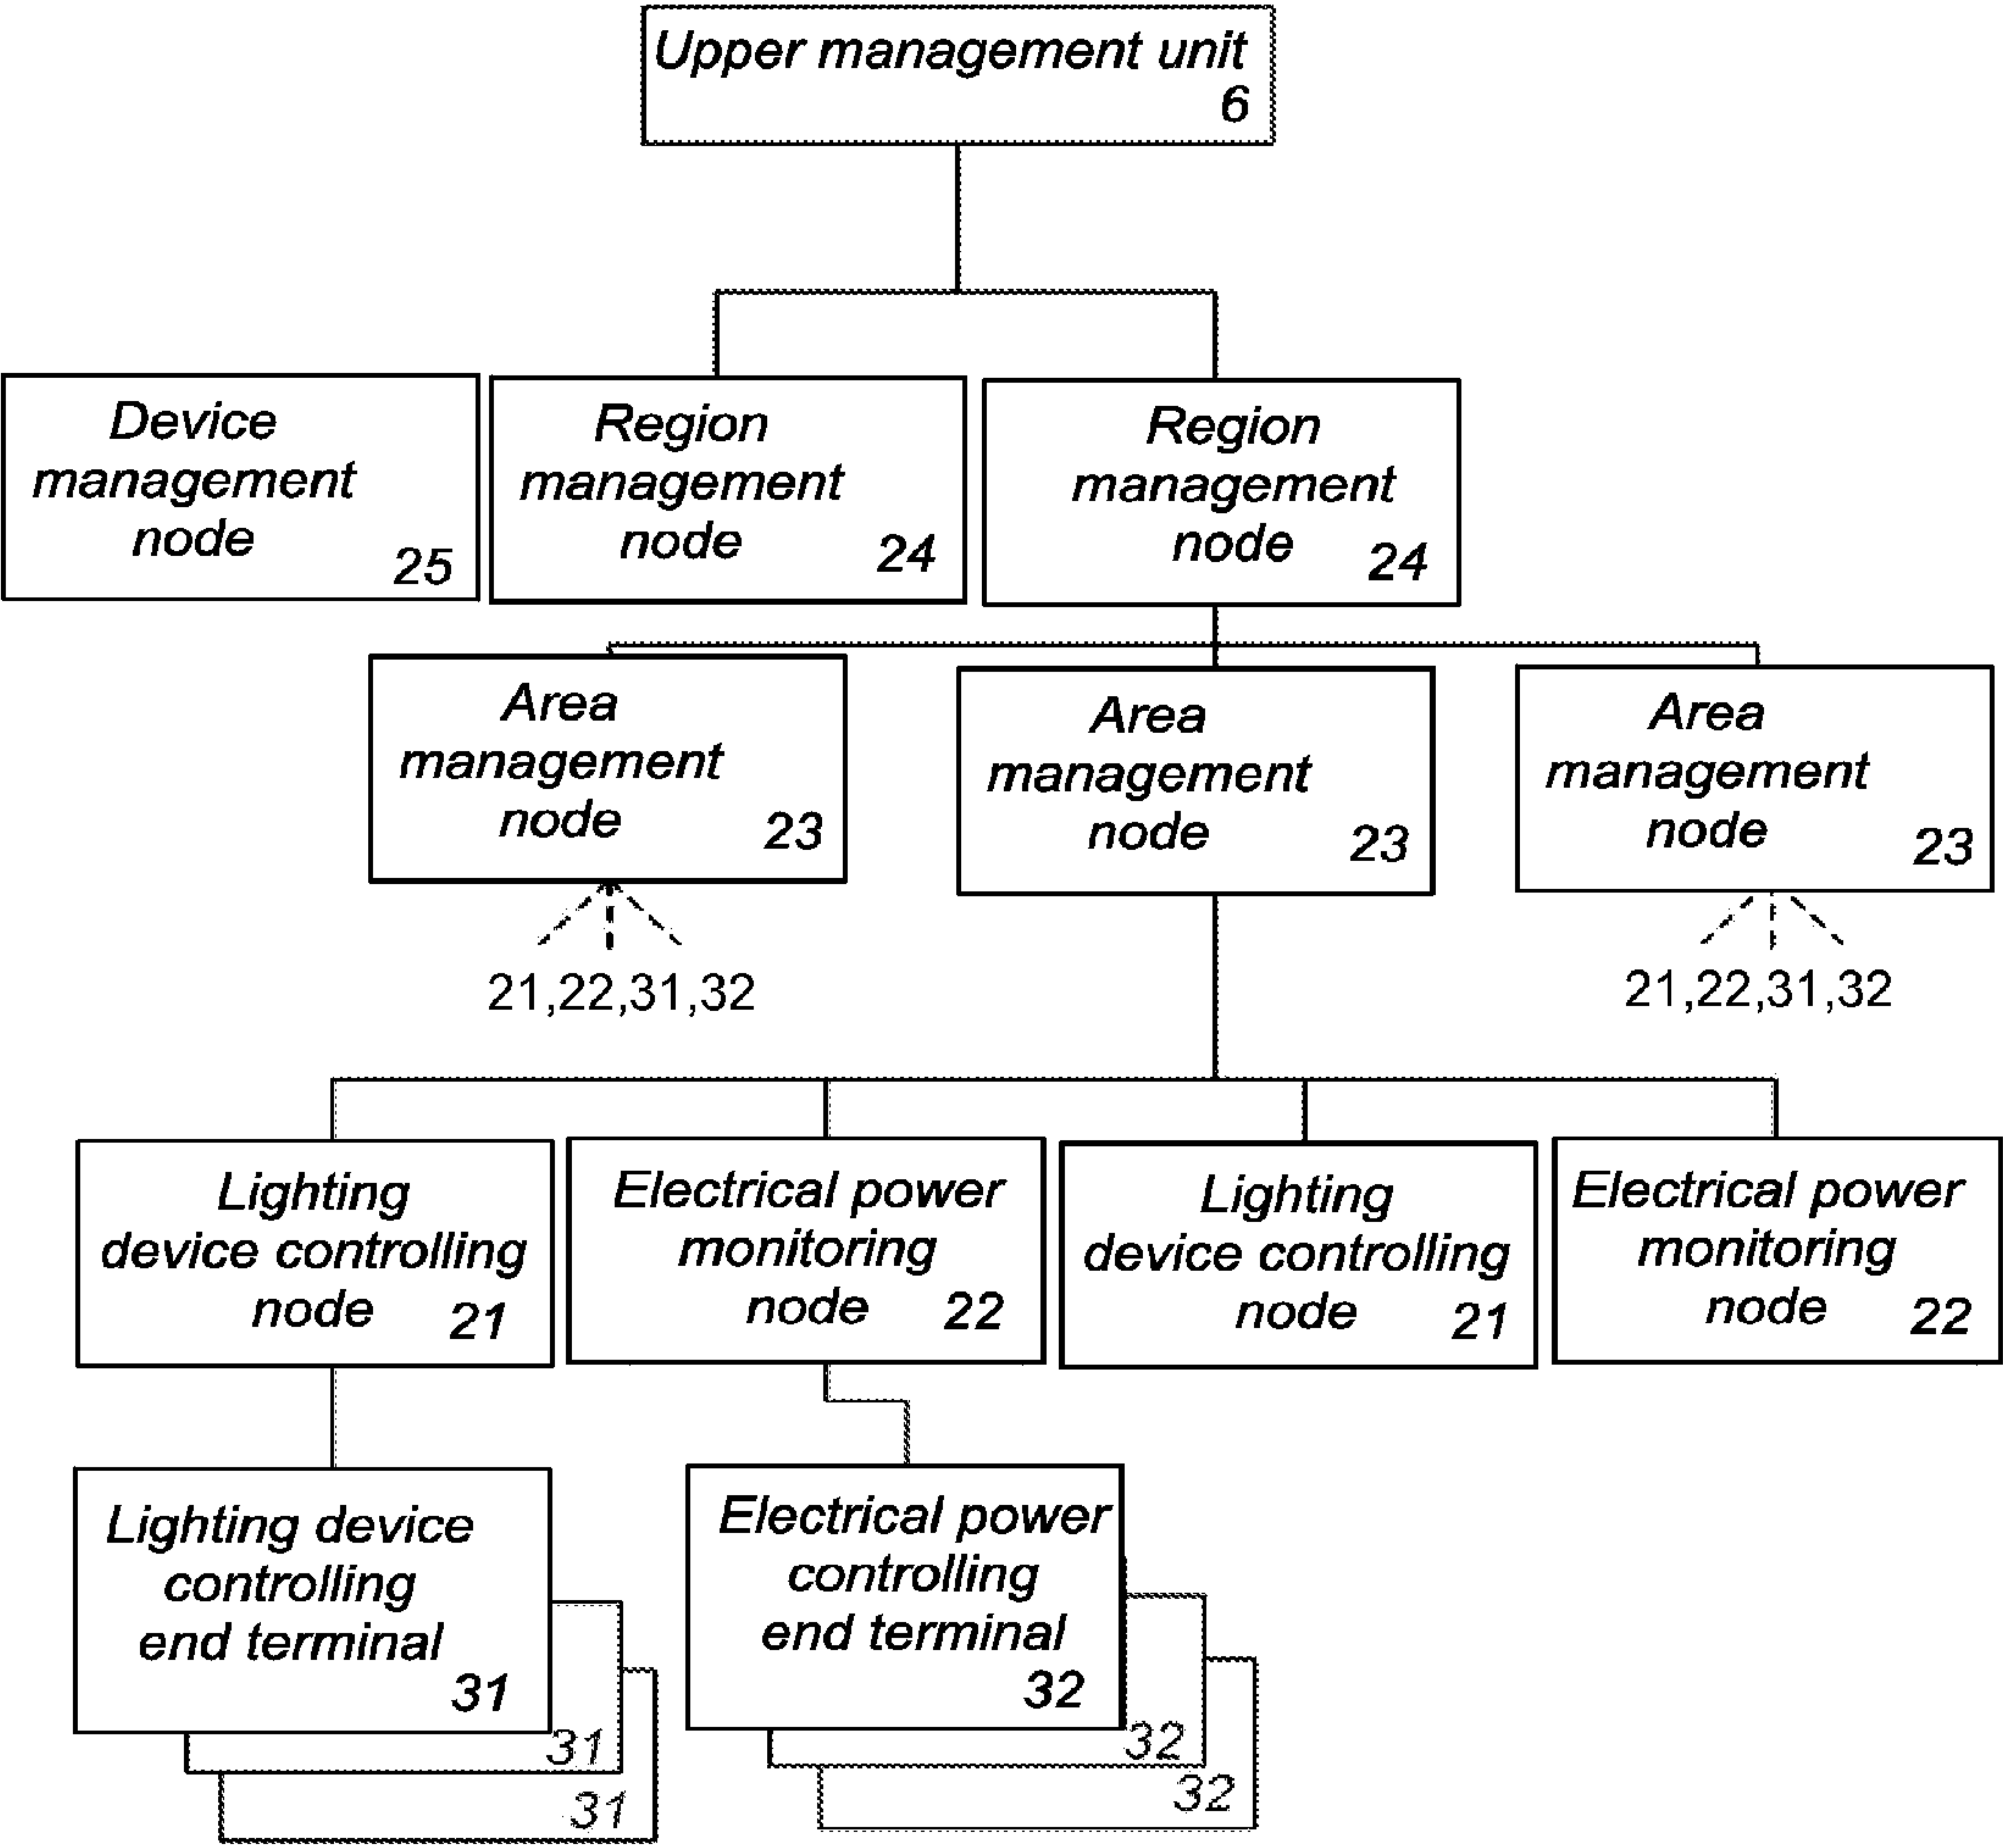 Upper management unit
6
Device
management
node
25
Region
management
node
24
Region
management
node
24
Area
management
node
23
Area
management
node
23
Area
management
node
23
21,22,31,32
21,22,31,32
Lighting
device controlling
node
21
Electrical power
monitoring
node
22
Lighting
device controlling
node
21
Electrical power
monitoring
node
22
Lighting device
controlling
end terminal
31
31
31
Electrical power
controlling
end terminal
32
32
32